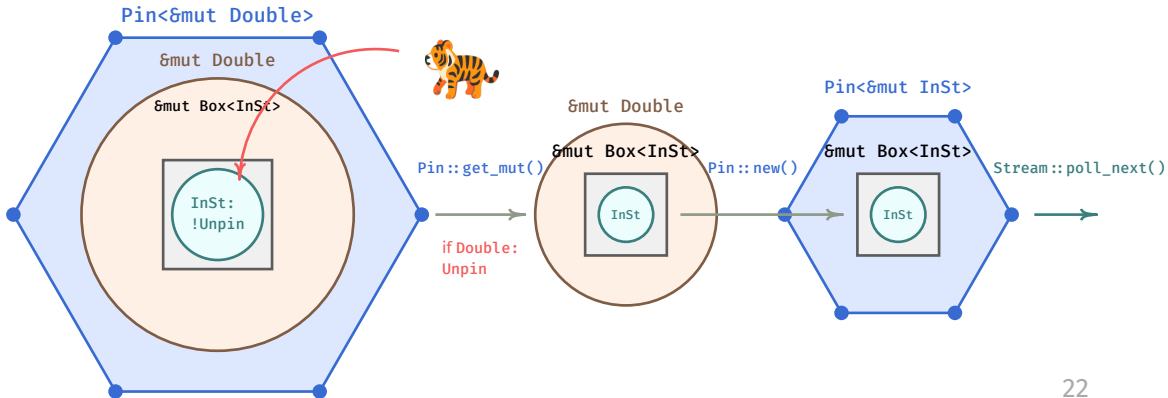 Pin<&mut Double>
&mut Double
&mut Box<InSt>
InSt:
!Unpin
Pin::get_mut()
if Double:
Unpin
&mut Double
&mut Box<InSt>
InSt
Pin::new()
Pin<&mut InSt>
&mut Box<InSt>
InSt
Stream::poll_next()
22